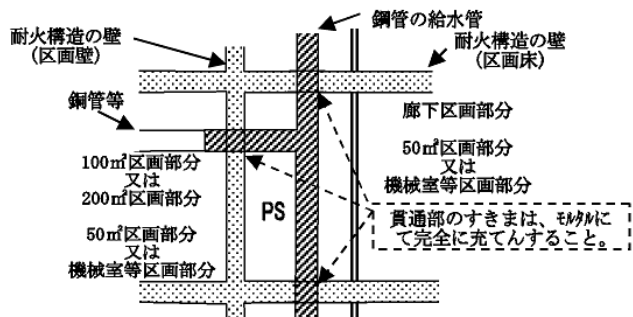 鋼管の給水管
耐火構造の壁
(区画壁)
耐火構造の壁
(区画床)
銅管等
廊下区画部分
100㎡区画部分
又は
200㎡区画部分
50㎡区画部分
又は
機械室等区画部分
PS
50㎡区画部分
又は
機械室等区画部分
貫通部のすきまは、ﾓﾙﾀﾙに
て完全に充てんすること。